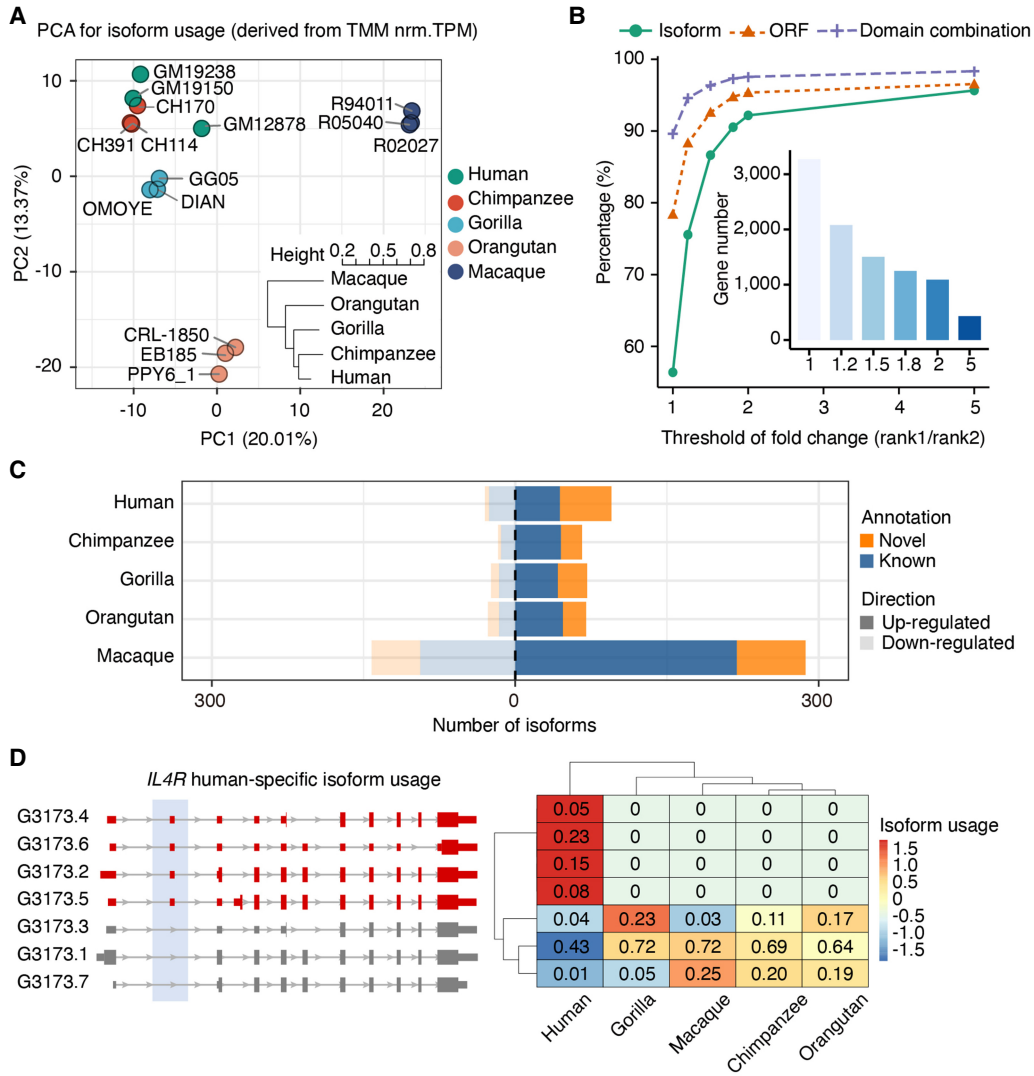 A
PCA for isoform usage (derived from TMM nrm.TPM)
PC2 (13.37%)
10
0
-10
-20
GM19238
GM19150
CH170
CH391 CH114
GM12878
R94011
R05040
R02027
GG05
DIAN
OMOYE
CRL-1850
EB185
PPY6_1
Height 0.2 0.5 0.8
Macaque
Orangutan
Gorilla
Chimpanzee
Human
-10 0 10 20
PC1 (20.01%)
Human
Chimpanzee
Gorilla
Orangutan
Macaque
B
Isoform ORF Domain combination
Percentage (%)
100
90
80
70
60
Gene number
3,000
2,000
1,000
0
1 1.2 1.5 1.8 2 5
1 2 3 4 5
Threshold of fold change (rank1/rank2)
C
Human
Chimpanzee
Gorilla
Orangutan
Macaque
300 0 300
Number of isoforms
Annotation
Novel
Known
Direction
Up-regulated
Down-regulated
D
IL4R human-specific isoform usage
G3173.4
G3173.6
G3173.2
G3173.5
G3173.3
G3173.1
G3173.7
0.05 0 0 0 0
0.23 0 0 0 0
0.15 0 0 0 0
0.08 0 0 0 0
0.04 0.23 0.03 0.11 0.17
0.43 0.72 0.72 0.69 0.64
0.01 0.05 0.25 0.20 0.19
Human Gorilla Macaque Chimpanzee Orangutan
Isoform usage
1.5
1.0
0.5
0
-0.5
-1.0
-1.5